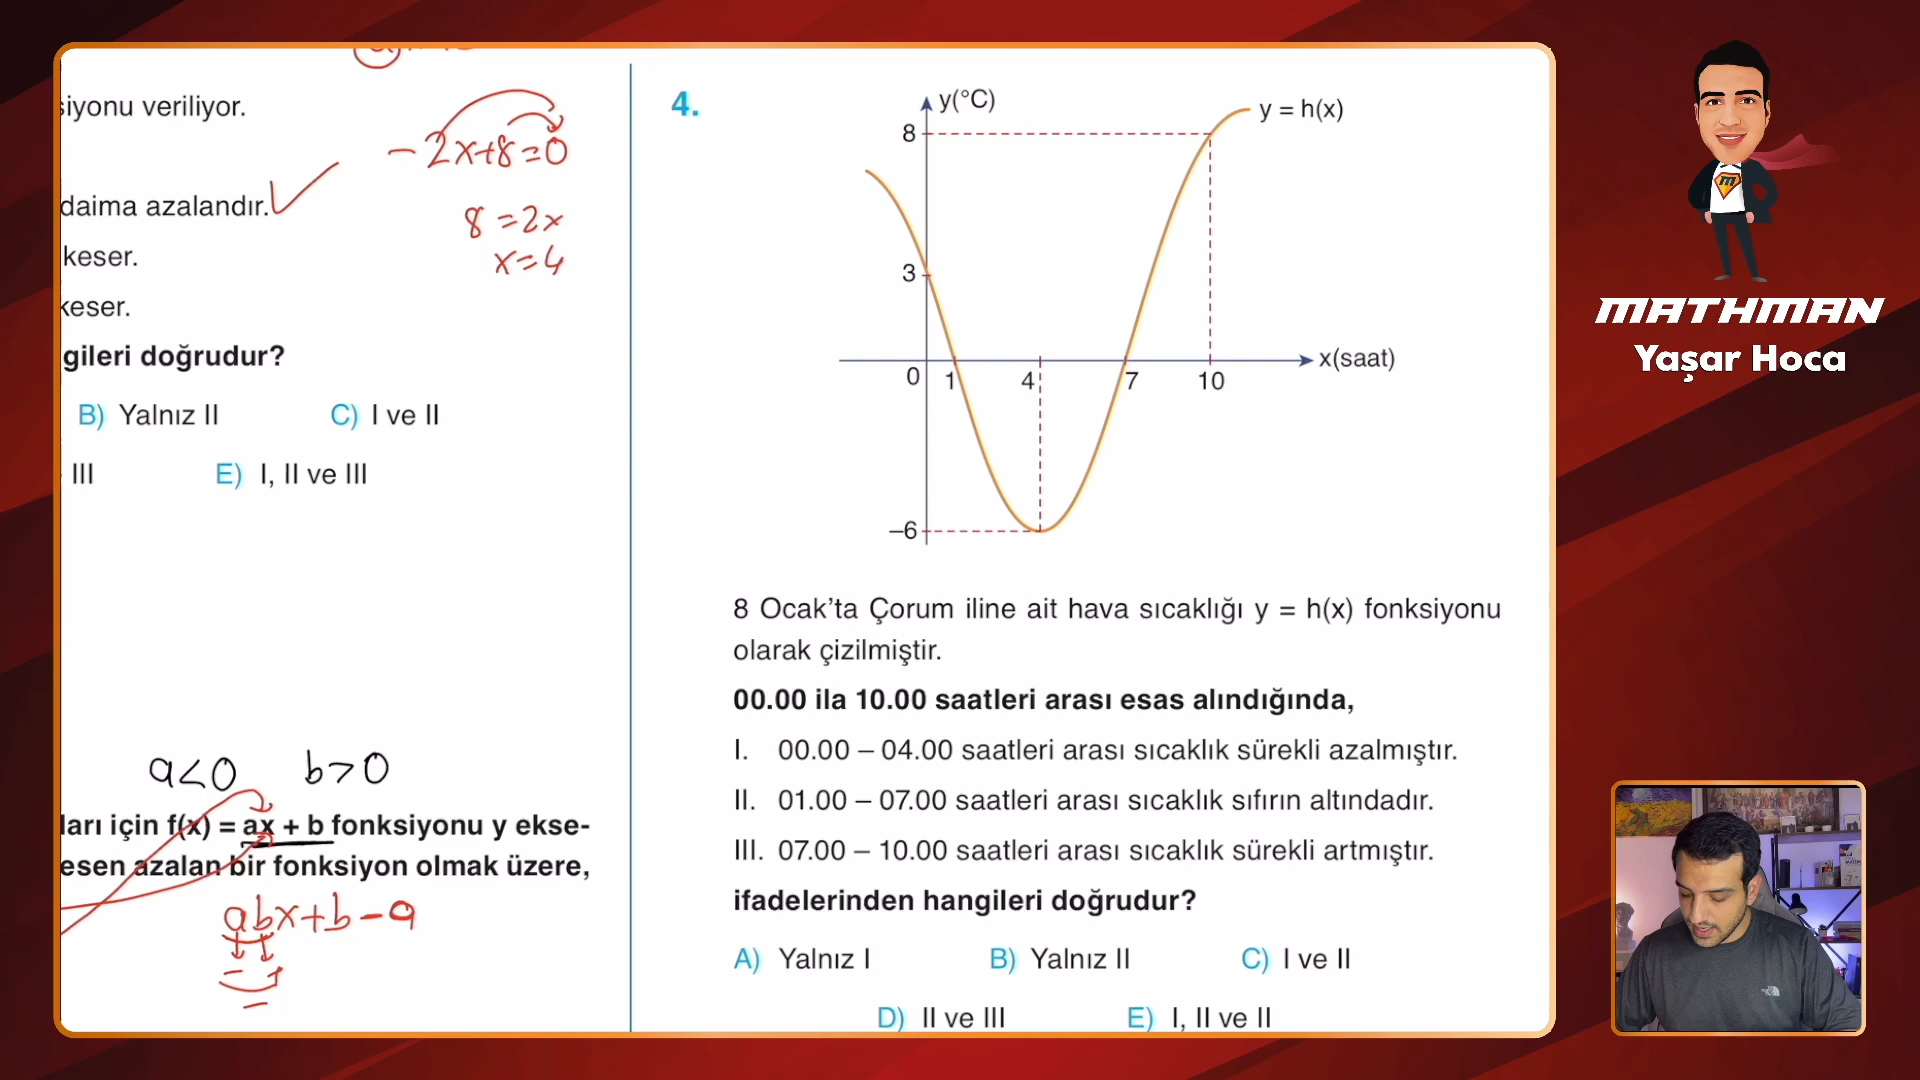 siyonu veriliyor.
-2x+8=0
daima azalandır.
8=2x
x=4
keser.
keser.
gileri doğrudur?
B) Yalnız II C) I ve II
III E) I, II ve III
a<0 b>0
ları için f(x) = ax + b fonksiyonu y ekse-
esen azalan bir fonksiyon olmak üzere,
abx+b-a
- +
-
4.
y(°C)
y = h(x)
8
3
x(saat)
0 1 4 7 10
–6
8 Ocak’ta Çorum iline ait hava sıcaklığı y = h(x) fonksiyonu
olarak çizilmiştir.
00.00 ila 10.00 saatleri arası esas alındığında,
I. 00.00 – 04.00 saatleri arası sıcaklık sürekli azalmıştır.
II. 01.00 – 07.00 saatleri arası sıcaklık sıfırın altındadır.
III. 07.00 – 10.00 saatleri arası sıcaklık sürekli artmıştır.
ifadelerinden hangileri doğrudur?
A) Yalnız I B) Yalnız II C) I ve II
D) II ve III E) I, II ve II
m
MATHMAN
Yaşar Hoca